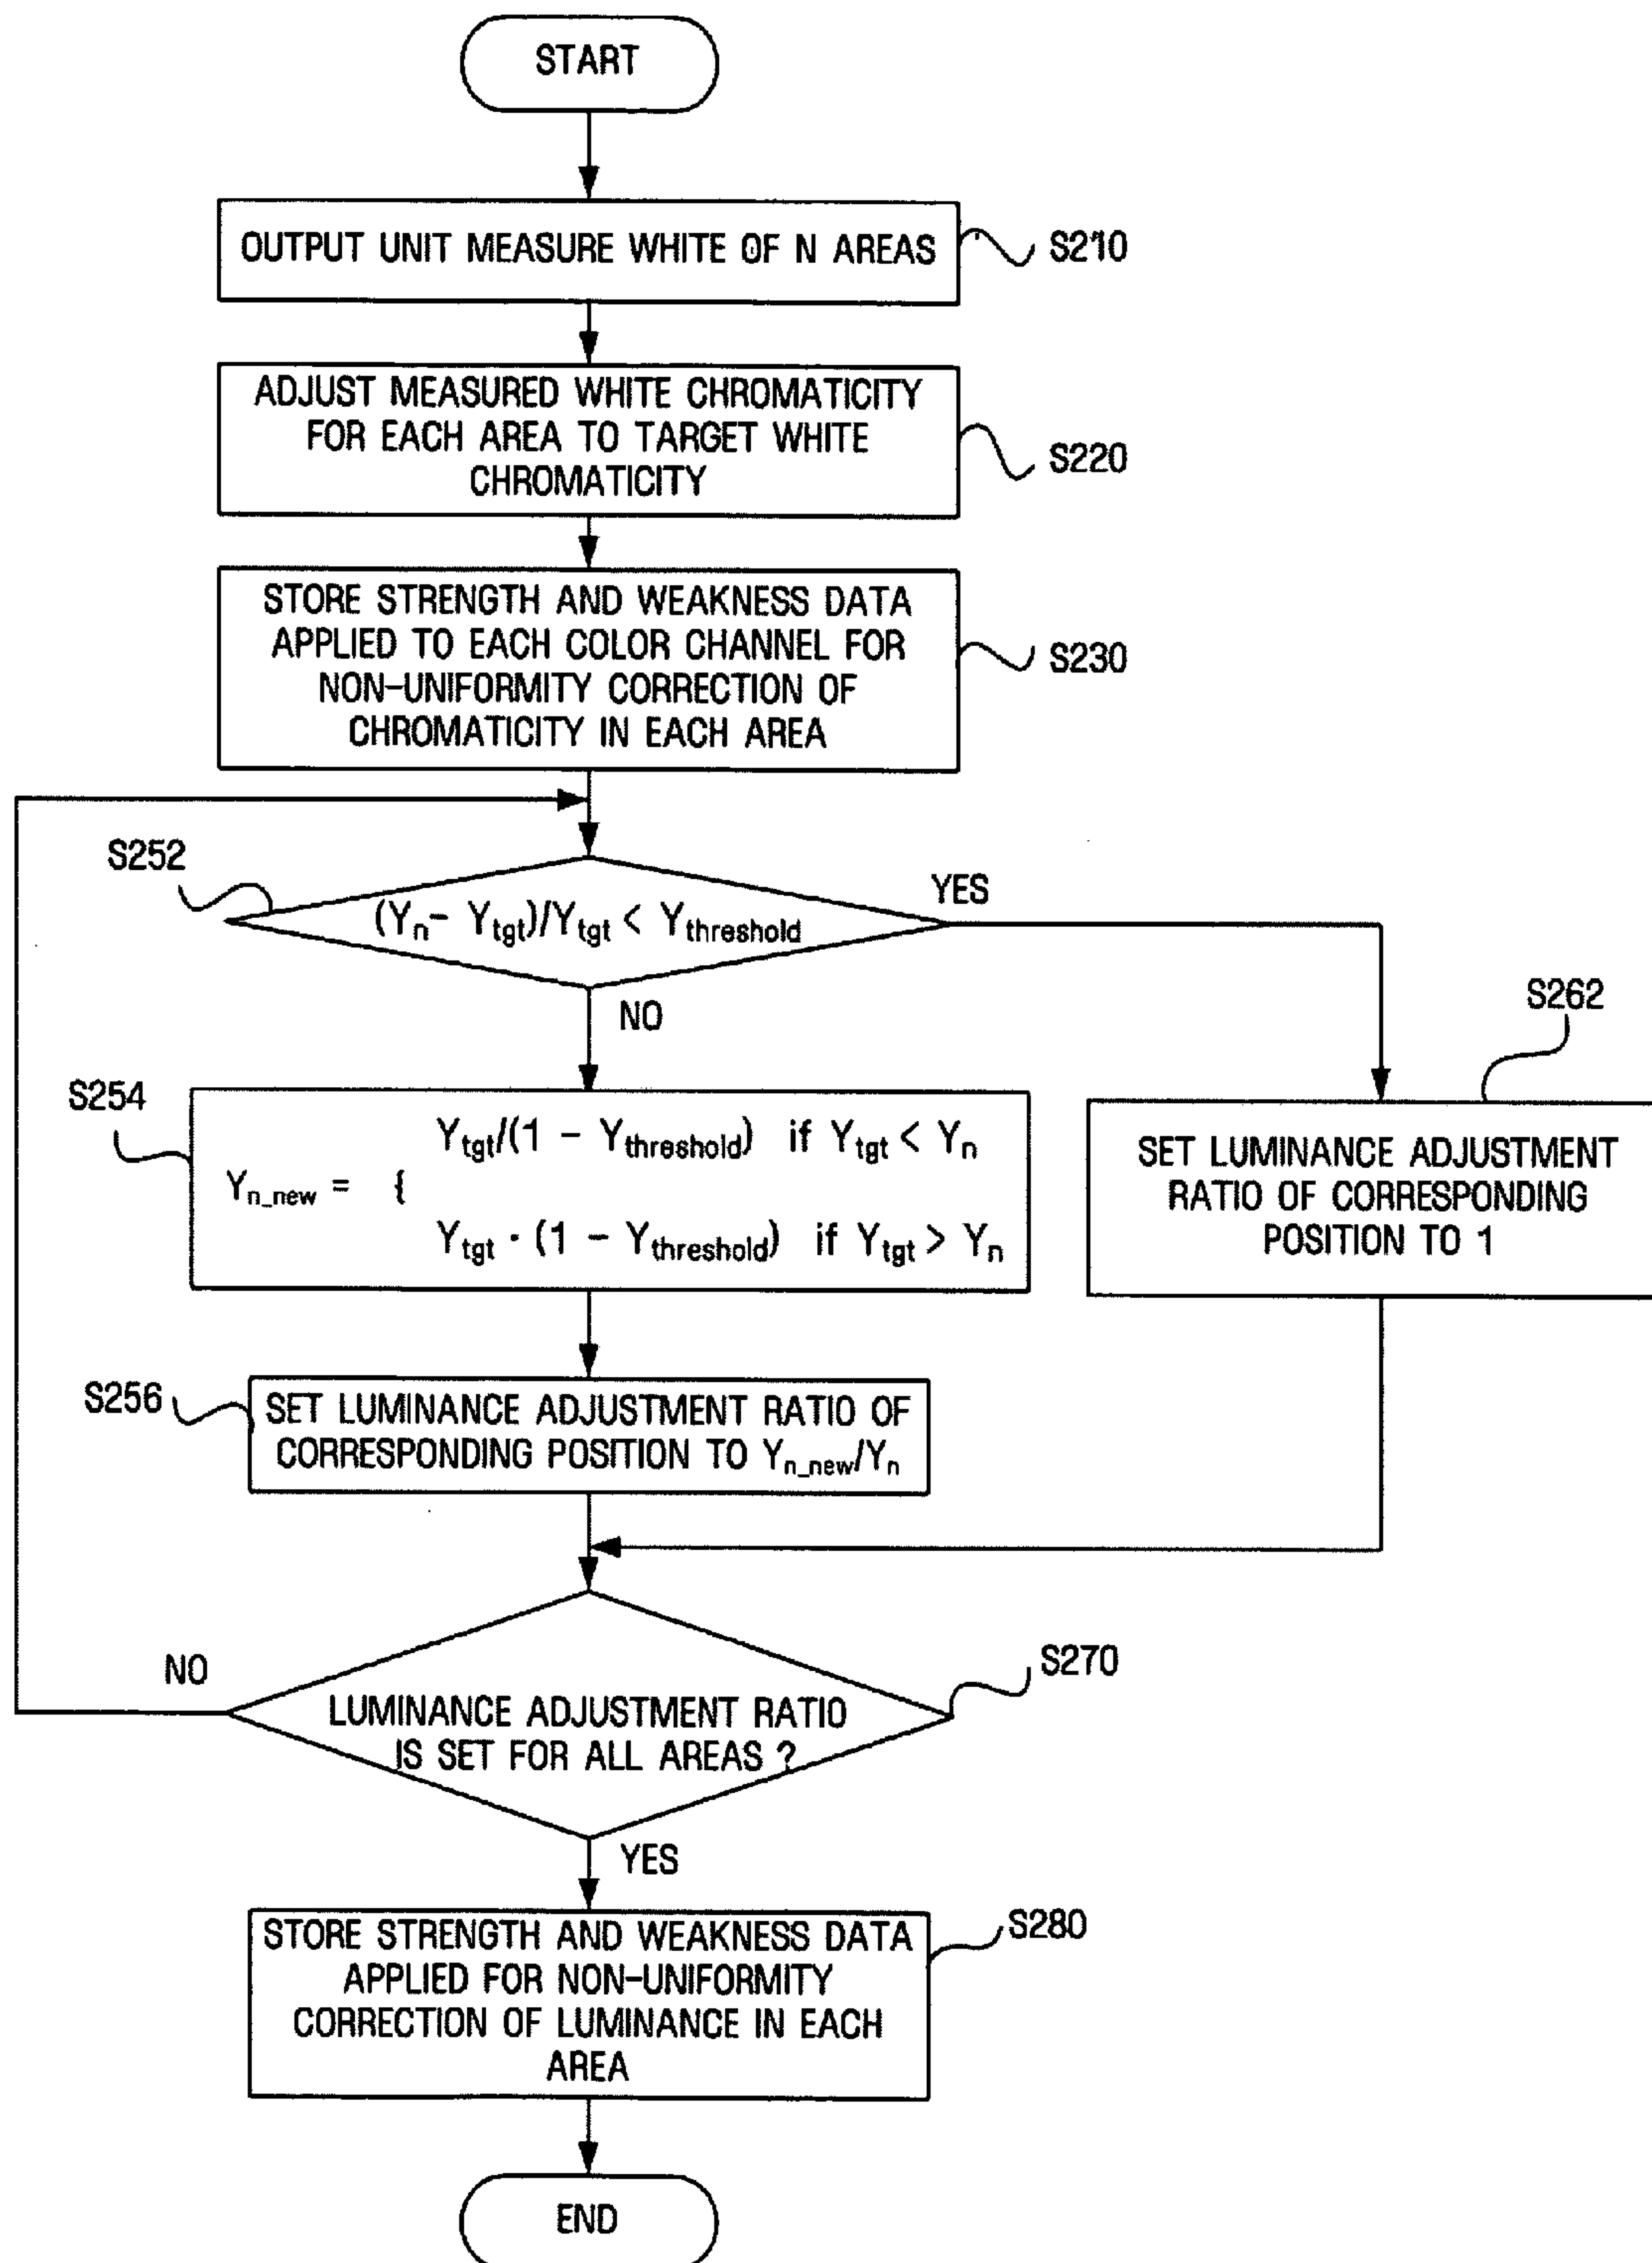 START
OUTPUT UNIT MEASURE WHITE OF N AREAS
S210
ADJUST MEASURED WHITE CHROMATICITY
FOR EACH AREA TO TARGET WHITE
CHROMATICITY
S220
STORE STRENGTH AND WEAKNESS DATA
APPLIED TO EACH COLOR CHANNEL FOR
NON-UNIFORMITY CORRECTION OF
CHROMATICITY IN EACH AREA
S230
S252
(Yn - Ytgt)/Ytgt < Ythreshold
YES
NO
S262
SET LUMINANCE ADJUSTMENT
RATIO OF CORRESPONDING
POSITION TO 1
S254
Ytgt/(1 - Ythreshold) if Ytgt < Yn
Yn_new = {
Ytgt · (1 - Ythreshold) if Ytgt > Yn
S256
SET LUMINANCE ADJUSTMENT RATIO OF
CORRESPONDING POSITION TO Yn_new/Yn
NO
S270
LUMINANCE ADJUSTMENT RATIO
IS SET FOR ALL AREAS ?
YES
STORE STRENGTH AND WEAKNESS DATA
APPLIED FOR NON-UNIFORMITY
CORRECTION OF LUMINANCE IN EACH
AREA
S280
END